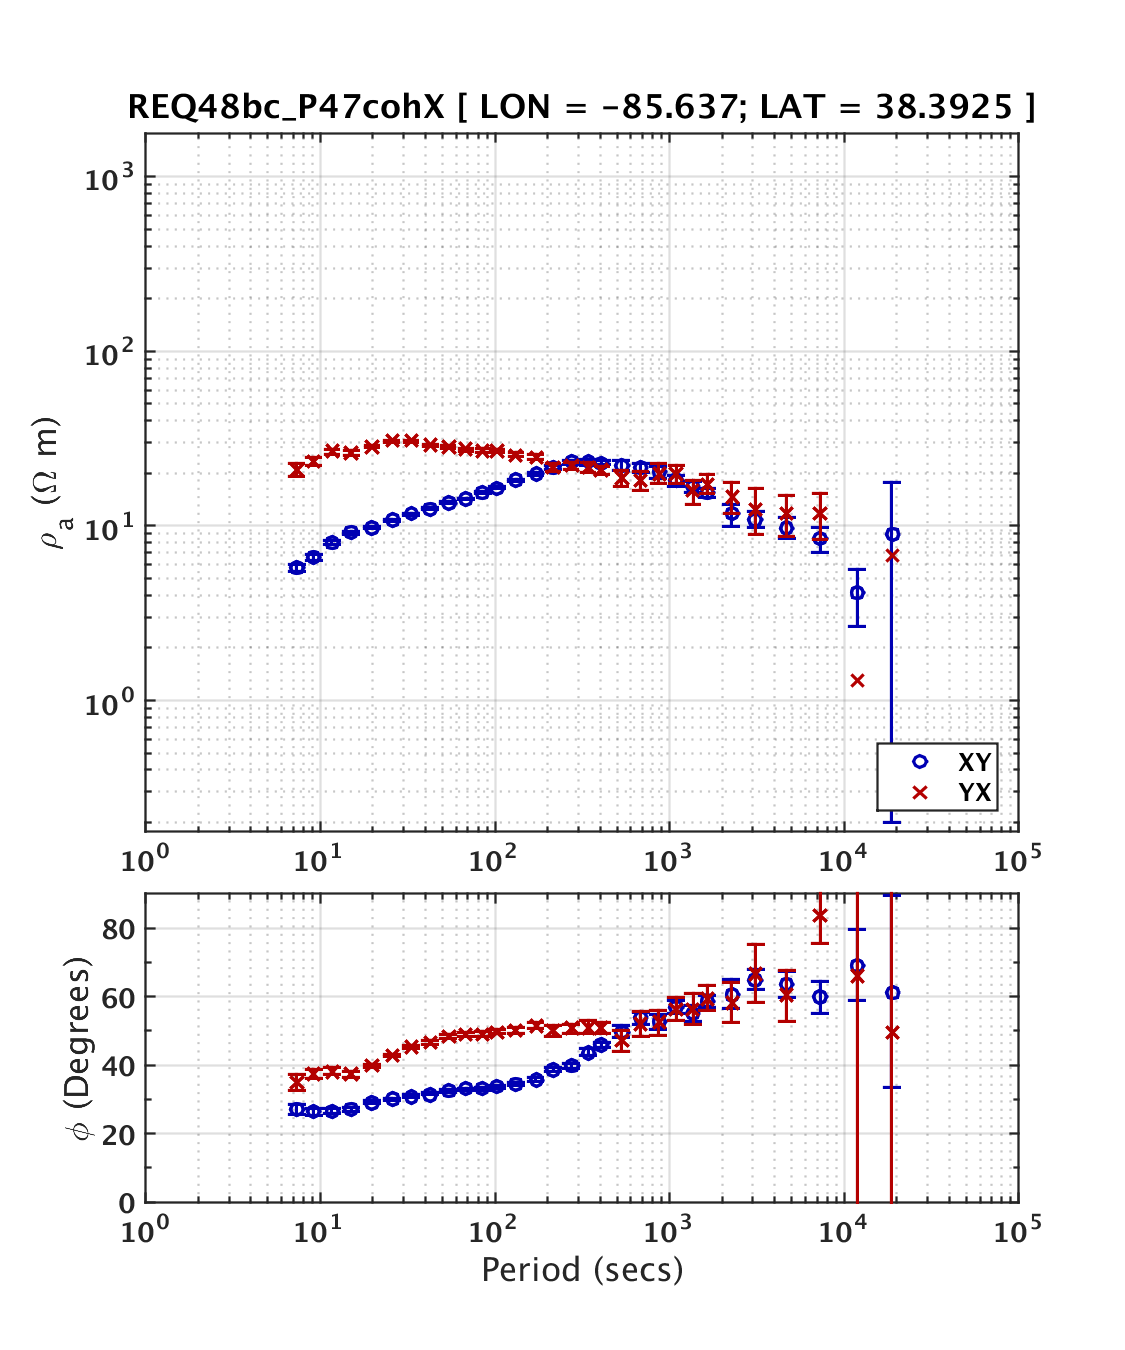 REQ48bc_P47cohX [ LON = -85.637; LAT = 38.3925 ]
10³
10²
10¹
10⁰
ρₐ (Ω m)
XY
YX
10⁰ 10¹ 10² 10³ 10⁴ 10⁵
80
60
40
20
0
ϕ (Degrees)
10⁰ 10¹ 10² 10³ 10⁴ 10⁵
Period (secs)